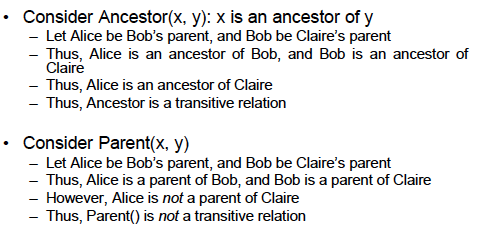 • Consider Ancestor(x, y): x is an ancestor of y
– Let Alice be Bob's parent, and Bob be Claire's parent
– Thus, Alice is an ancestor of Bob, and Bob is an ancestor of
Claire
– Thus, Alice is an ancestor of Claire
– Thus, Ancestor is a transitive relation
• Consider Parent(x, y)
– Let Alice be Bob's parent, and Bob be Claire's parent
– Thus, Alice is a parent of Bob, and Bob is a parent of Claire
– However, Alice is not a parent of Claire
– Thus, Parent() is not a transitive relation